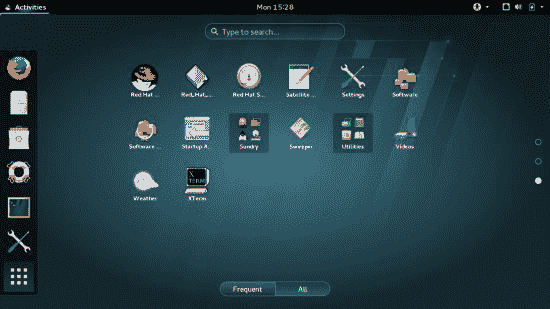 Activities
Mon 15:28
Type to search...
Red Hat ...
Red_Hat_...
Red Hat S...
Satellite ...
Settings
Software
Software ...
Startup A...
Sundry
Sweeper
Utilities
Videos
Weather
XTerm
Frequent
All